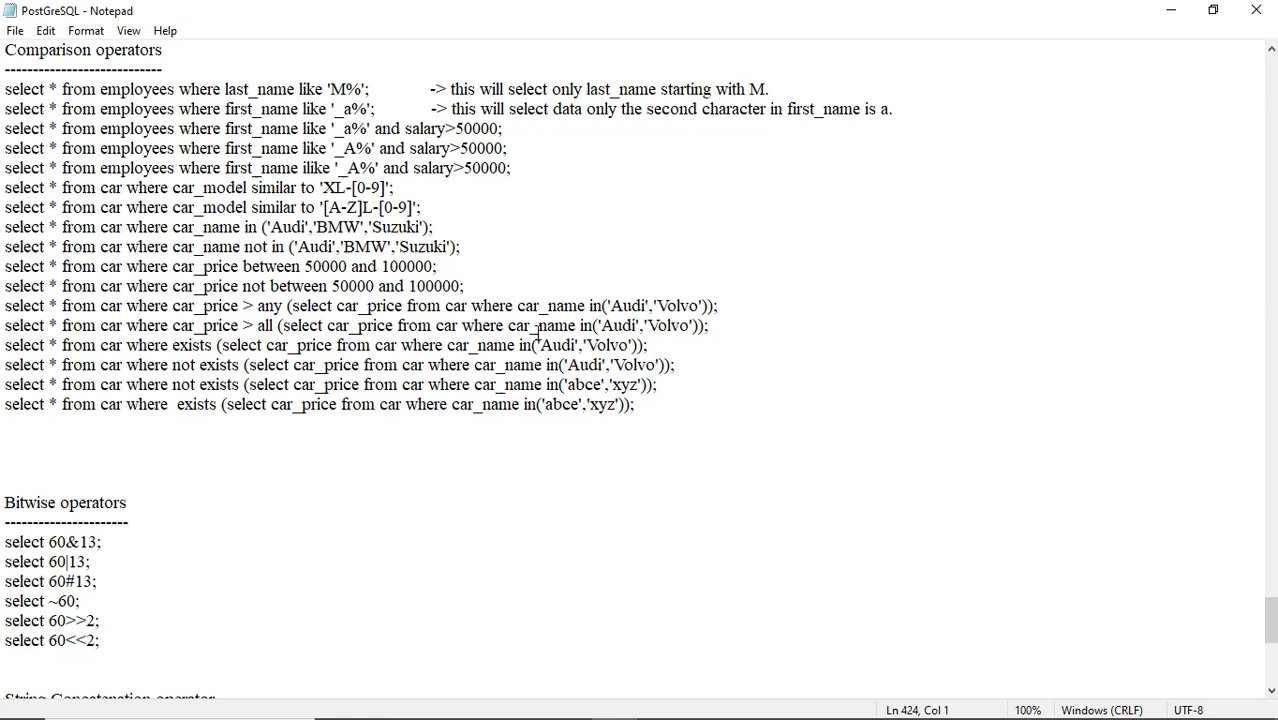 PostGreSQL - Notepad
File Edit Format View Help
Comparison operators
----------------------------
select * from employees where last_name like 'M%'; -> this will select only last_name starting with M.
select * from employees where first_name like '_a%'; -> this will select data only the second character in first_name is a.
select * from employees where first_name like '_a%' and salary>50000;
select * from employees where first_name like '_A%' and salary>50000;
select * from employees where first_name ilike '_A%' and salary>50000;
select * from car where car_model similar to 'XL-[0-9]';
select * from car where car_model similar to '[A-Z]L-[0-9]';
select * from car where car_name in ('Audi','BMW','Suzuki');
select * from car where car_name not in ('Audi','BMW','Suzuki');
select * from car where car_price between 50000 and 100000;
select * from car where car_price not between 50000 and 100000;
select * from car where car_price > any (select car_price from car where car_name in('Audi','Volvo'));
select * from car where car_price > all (select car_price from car where car_name in('Audi','Volvo'));
select * from car where exists (select car_price from car where car_name in('Audi','Volvo'));
select * from car where not exists (select car_price from car where car_name in('Audi','Volvo'));
select * from car where not exists (select car_price from car where car_name in('abce','xyz'));
select * from car where  exists (select car_price from car where car_name in('abce','xyz'));
Bitwise operators
----------------------
select 60&13;
select 60|13;
select 60#13;
select ~60;
select 60>>2;
select 60<<2;
String Concatenation operator
Ln 424, Col 1 100% Windows (CRLF) UTF-8